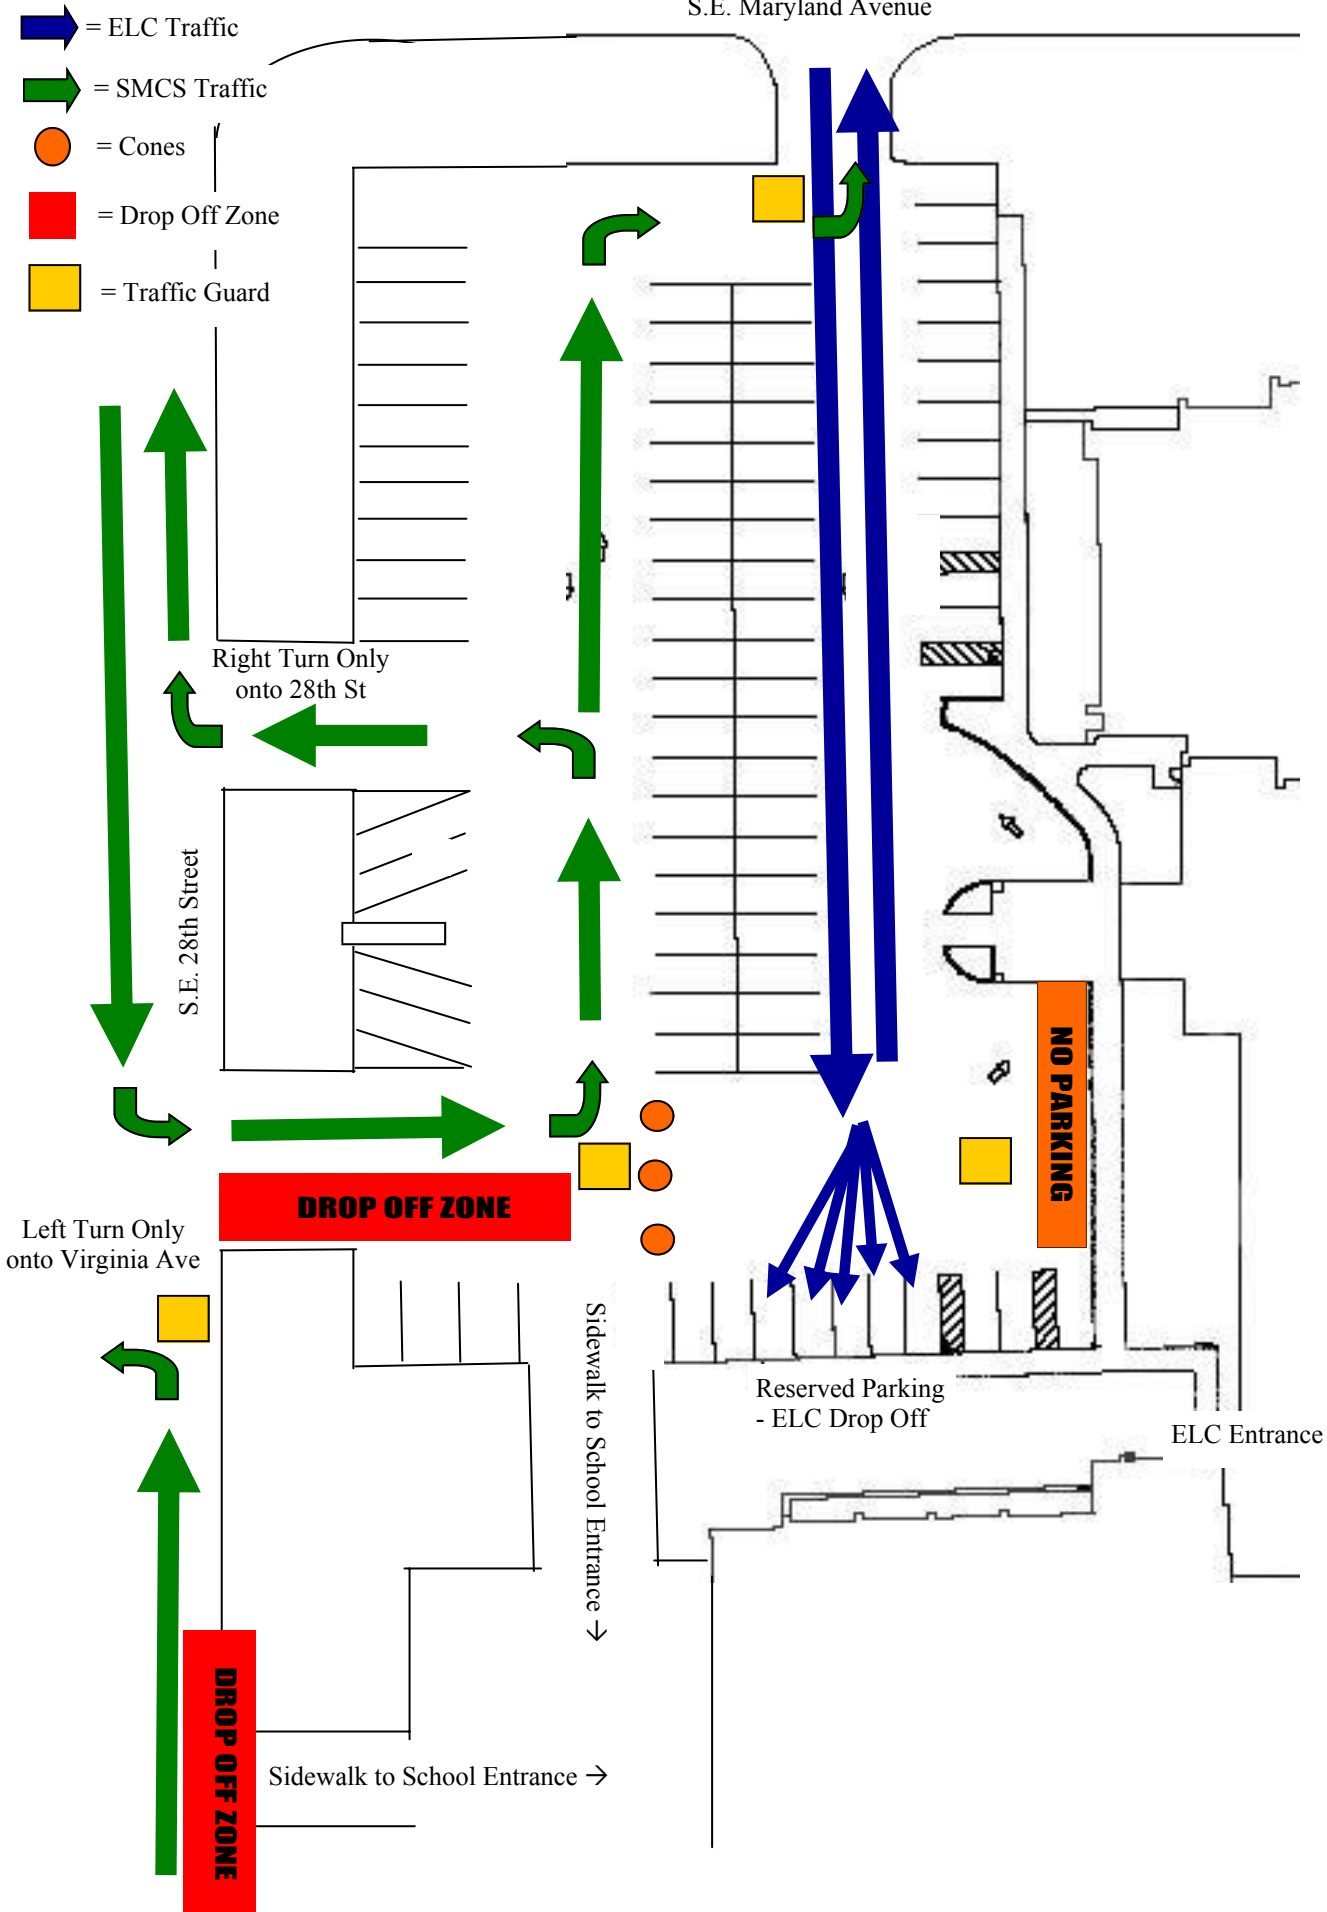 S.E. Maryland Avenue
= ELC Traffic
= SMCS Traffic
= Cones
= Drop Off Zone
= Traffic Guard
Right Turn Only
onto 28th St
S.E. 28th Street
NO PARKING
DROP OFF ZONE
Left Turn Only
onto Virginia Ave
Sidewalk to School Entrance →
Reserved Parking
- ELC Drop Off
ELC Entrance
DROP OFF ZONE
Sidewalk to School Entrance →